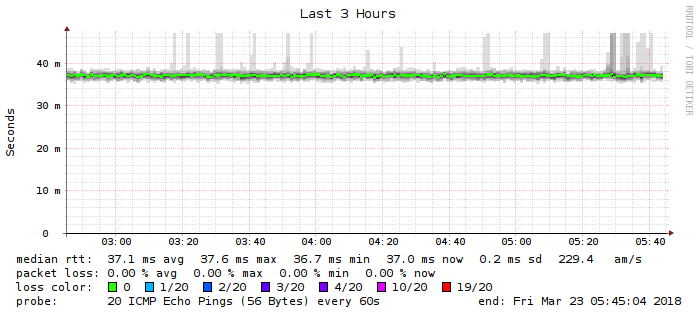 Last 3 Hours
RRDTOOL / TOBI OETIKER
Seconds
40 m
30 m
20 m
10 m
0
03:00 03:20 03:40 04:00 04:20 04:40 05:00 05:20 05:40
median rtt: 37.1 ms avg 37.6 ms max 36.7 ms min 37.0 ms now 0.2 ms sd 229.4 am/s
packet loss: 0.00 % avg 0.00 % max 0.00 % min 0.00 % now
loss color: 0 1/20 2/20 3/20 4/20 10/20 19/20
probe: 20 ICMP Echo Pings (56 Bytes) every 60s end: Fri Mar 23 05:45:04 2018